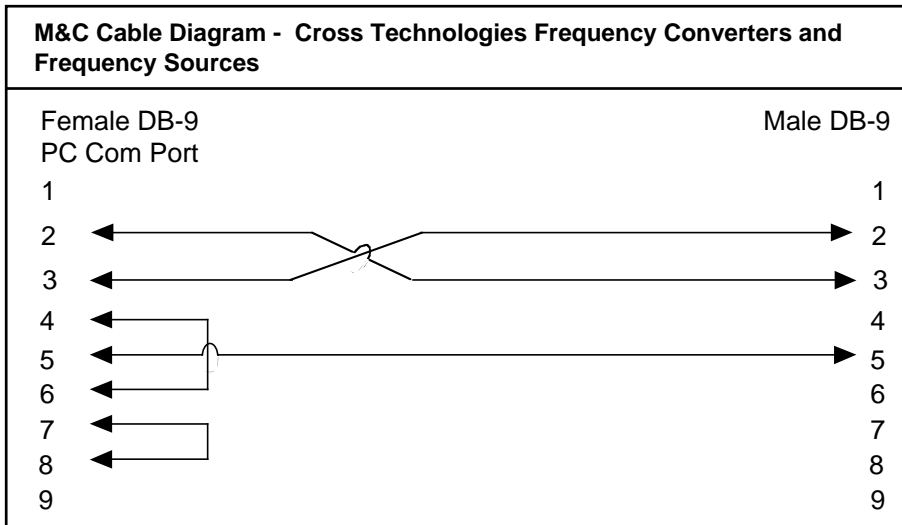 M&C Cable Diagram - Cross Technologies Frequency Converters and
Frequency Sources
Female DB-9 Male DB-9
PC Com Port
1 1
2 2
3 3
4 4
5 5
6 6
7 7
8 8
9 9